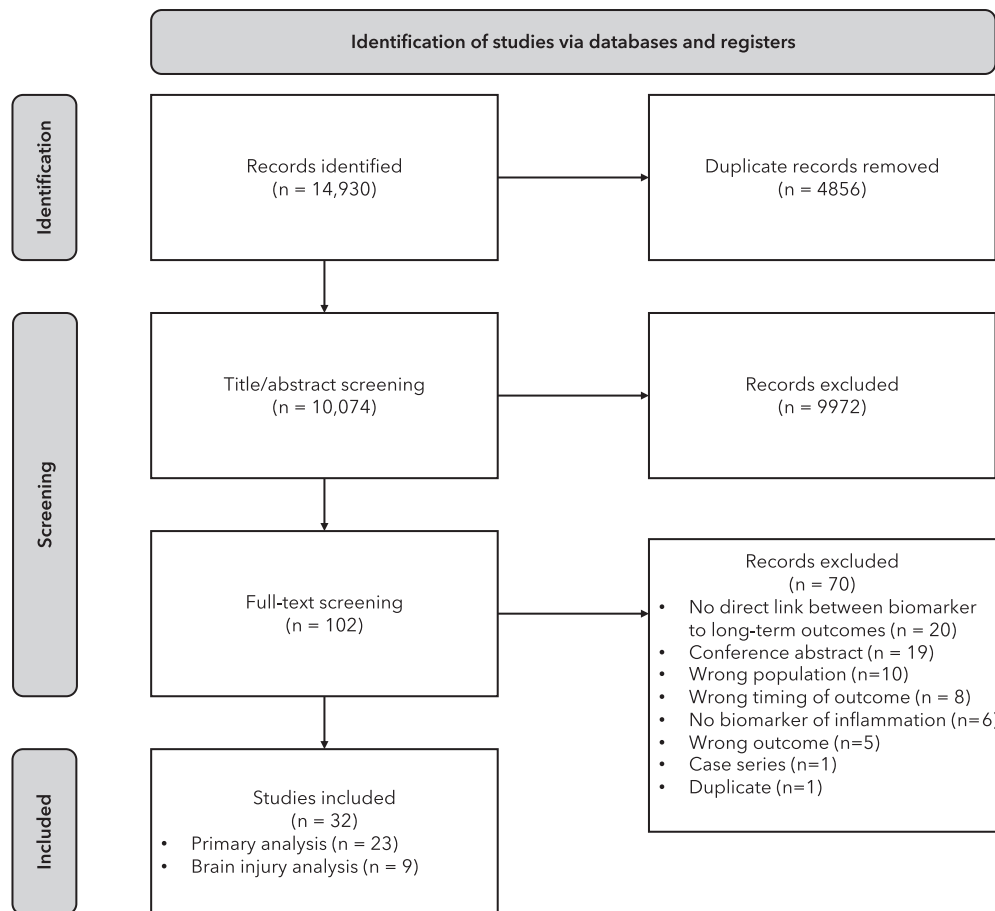 Identification of studies via databases and registers
Identification
Records identified
(n = 14,930)
Duplicate records removed
(n = 4856)
Screening
Title/abstract screening
(n = 10,074)
Records excluded
(n = 9972)
Full-text screening
(n = 102)
Records excluded
(n = 70)
• No direct link between biomarker
to long-term outcomes (n = 20)
• Conference abstract (n = 19)
• Wrong population (n=10)
• Wrong timing of outcome (n = 8)
• No biomarker of inflammation (n=6)
• Wrong outcome (n=5)
• Case series (n=1)
• Duplicate (n=1)
Included
Studies included
(n = 32)
• Primary analysis (n = 23)
• Brain injury analysis (n = 9)